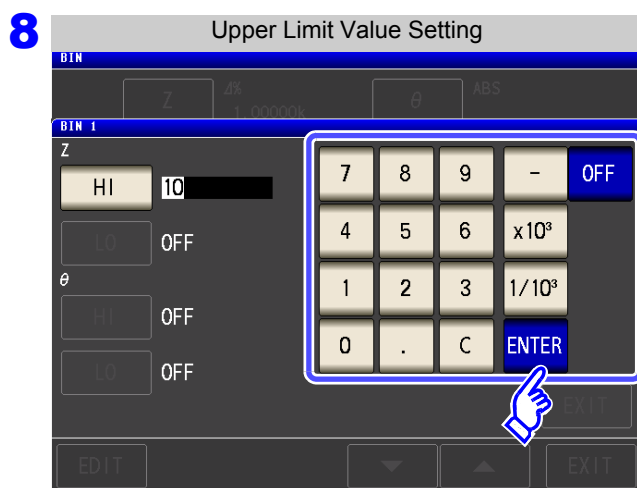 8 Upper Limit Value Setting
BIN
Z Δ% 1.00000k θ ABS
BIN 1
Z
HI 10
LO OFF
θ
HI OFF
LO OFF
7 8 9 - OFF
4 5 6 x10³
1 2 3 1/10³
0 . C ENTER
EXIT
EDIT ▼ ▲ EXIT